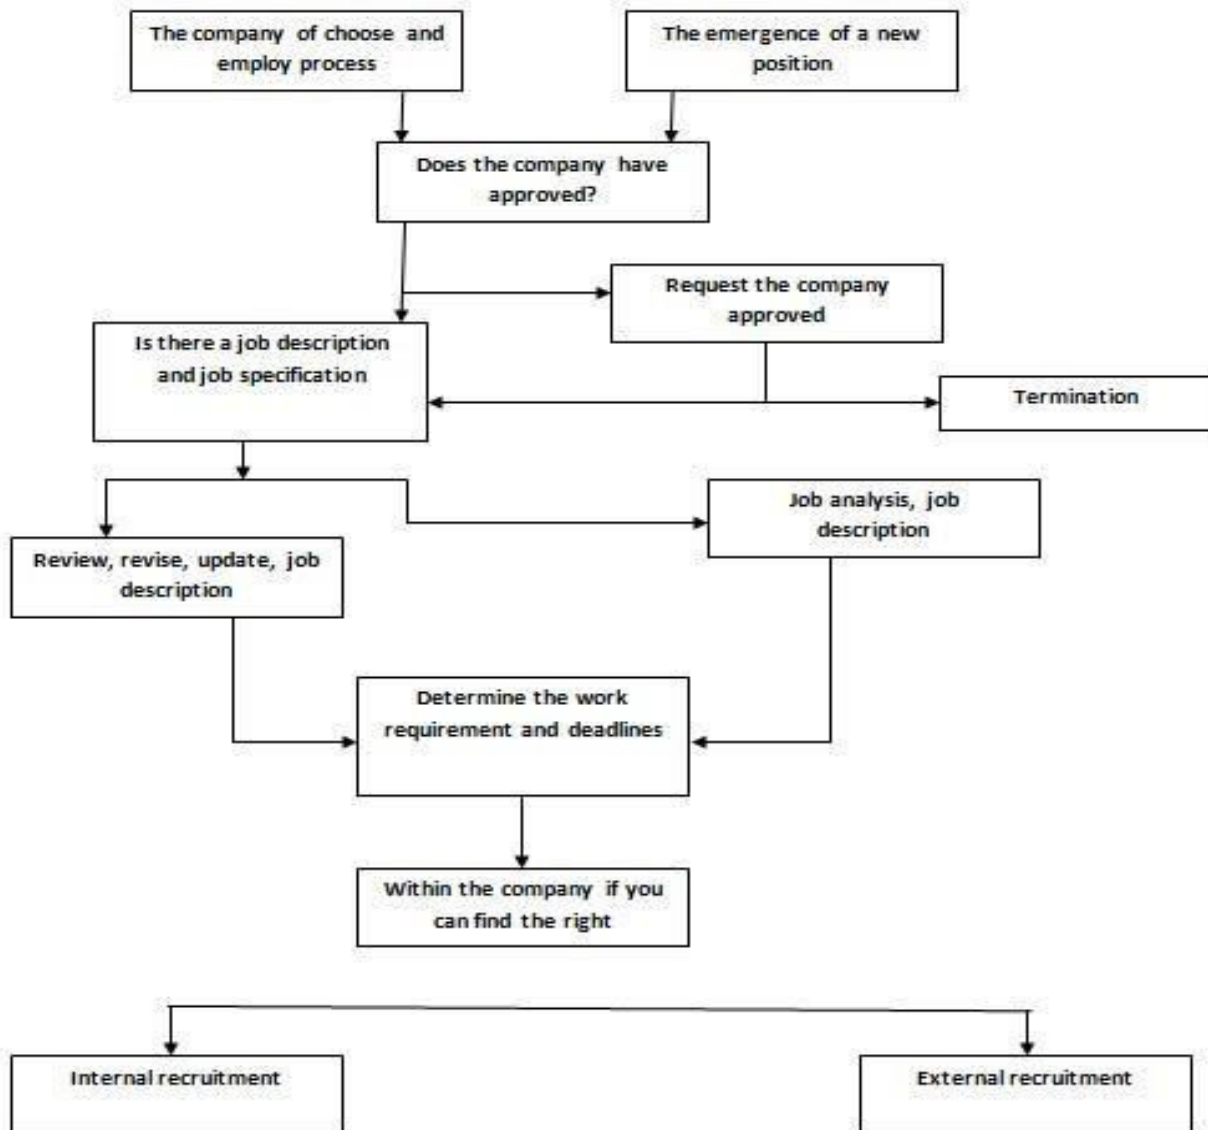 The company of choose and
employ process
The emergence of a new
position
Does the company have
approved?
Request the company
approved
Is there a job description
and job specification
Termination
Job analysis, job
description
Review, revise, update, job
description
Determine the work
requirement and deadlines
Within the company if you
can find the right
Internal recruitment
External recruitment